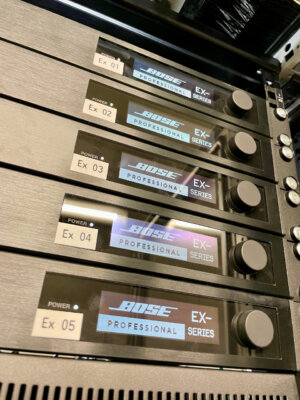 BOSE
PROFESSIONAL
EX-
SERIES
Ex 01
POWER
BOSE
PROFESSIONAL
EX-
SERIES
Ex 02
POWER
BOSE
PROFESSIONAL
EX-
SERIES
Ex 03
POWER
BOSE
PROFESSIONAL
EX-
SERIES
Ex 04
POWER
BOSE
PROFESSIONAL
EX-
SERIES
Ex 05